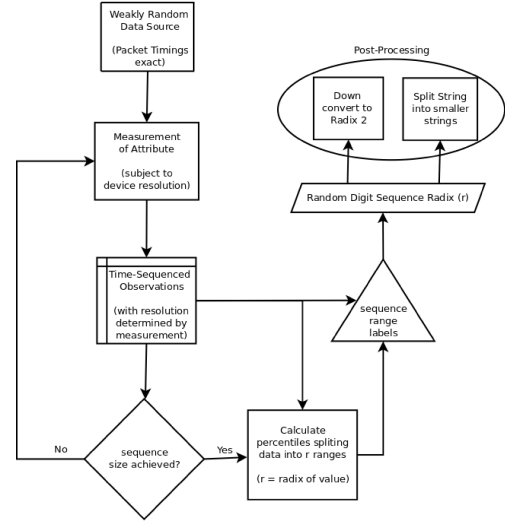 Weakly Random
Data Source
(Packet Timings
exact)
Post-Processing
Down
convert to
Radix 2
Split String
into smaller
strings
Measurement
of Attribute
(subject to
device resolution)
Random Digit Sequence Radix (r)
Time-Sequenced
Observations
(with resolution
determined by
measurement)
sequence
range
labels
No
sequence
size achieved?
Yes
Calculate
percentiles spliting
data into r ranges
(r = radix of value)